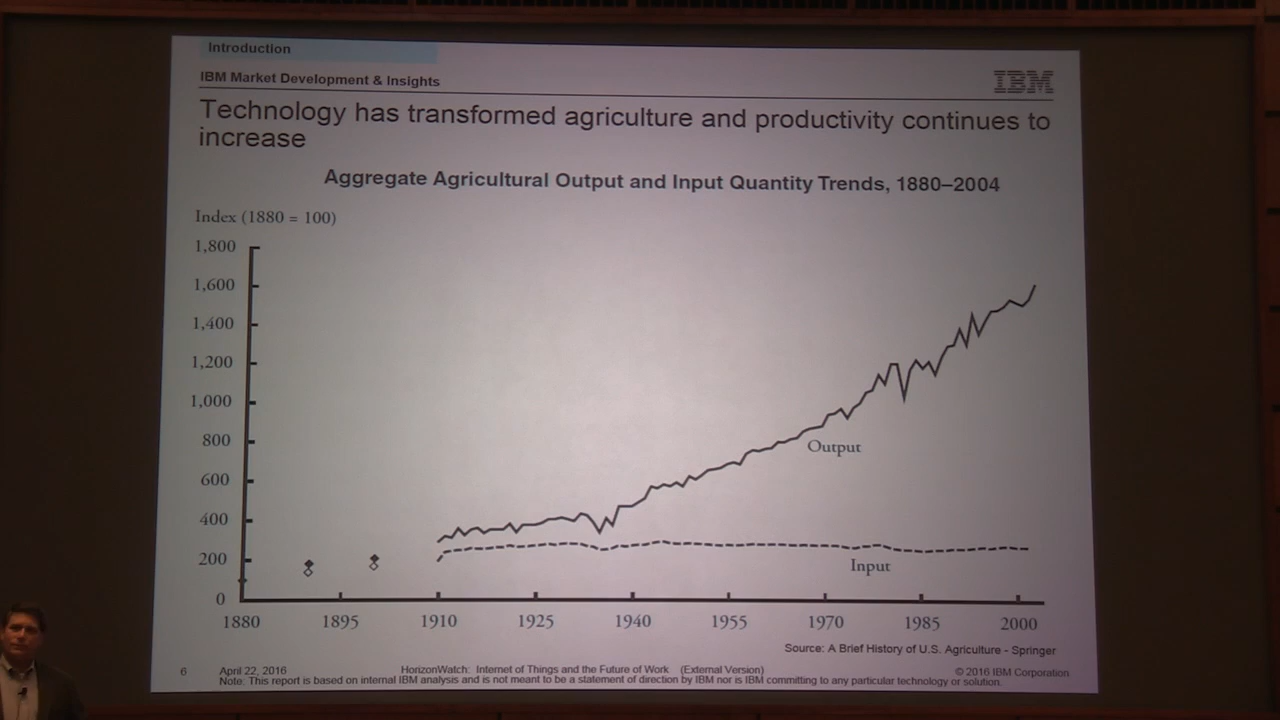 Introduction
IBM Market Development & Insights
IBM
Technology has transformed agriculture and productivity continues to
increase
Aggregate Agricultural Output and Input Quantity Trends, 1880–2004
Index (1880 = 100)
1,800
1,600
1,400
1,200
1,000
800
600
400
200
0
Output
Input
1880 1895 1910 1925 1940 1955 1970 1985 2000
Source: A Brief History of U.S. Agriculture - Springer
6 April 22, 2016 HorizonWatch: Internet of Things and the Future of Work (External Version) © 2016 IBM Corporation
Note: This report is based on internal IBM analysis and is not meant to be a statement of direction by IBM nor is IBM committing to any particular technology or solution.